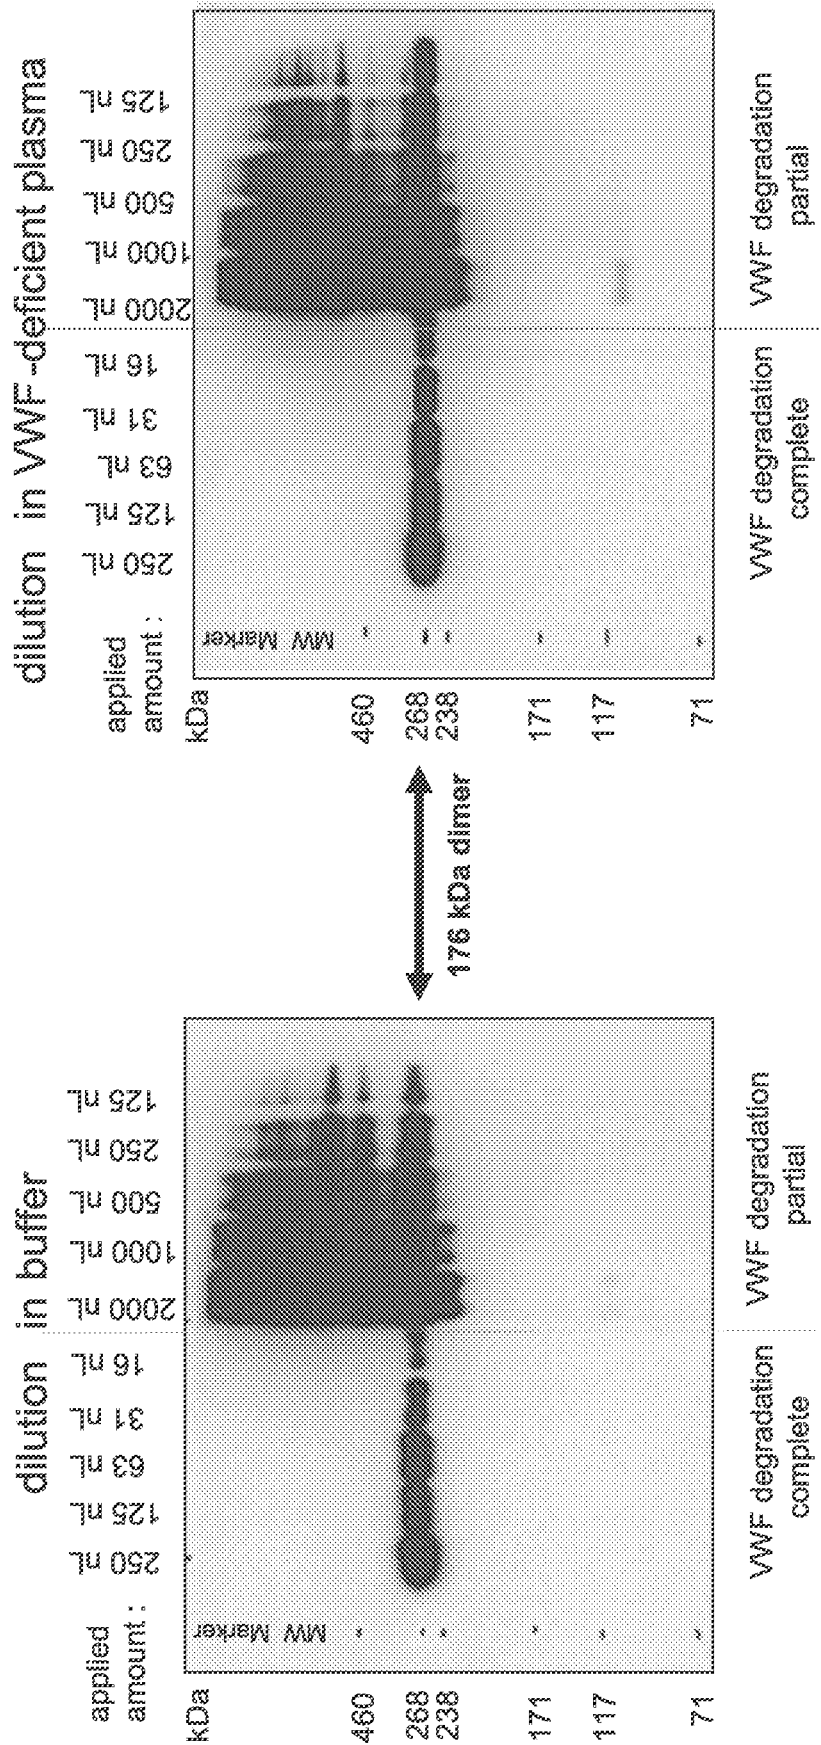 dilution in buffer
applied
amount:
250 nL
125 nL
63 nL
31 nL
16 nL
2000 nL
1000 nL
500 nL
250 nL
125 nL
kDa
460
268
238
171
117
71
MW Marker
VWF degradation
complete
VWF degradation
partial
176 kDa dimer
dilution in VWF-deficient plasma
applied
amount:
250 nL
125 nL
63 nL
31 nL
16 nL
2000 nL
1000 nL
500 nL
250 nL
125 nL
kDa
460
268
238
171
117
71
MW Marker
VWF degradation
complete
VWF degradation
partial